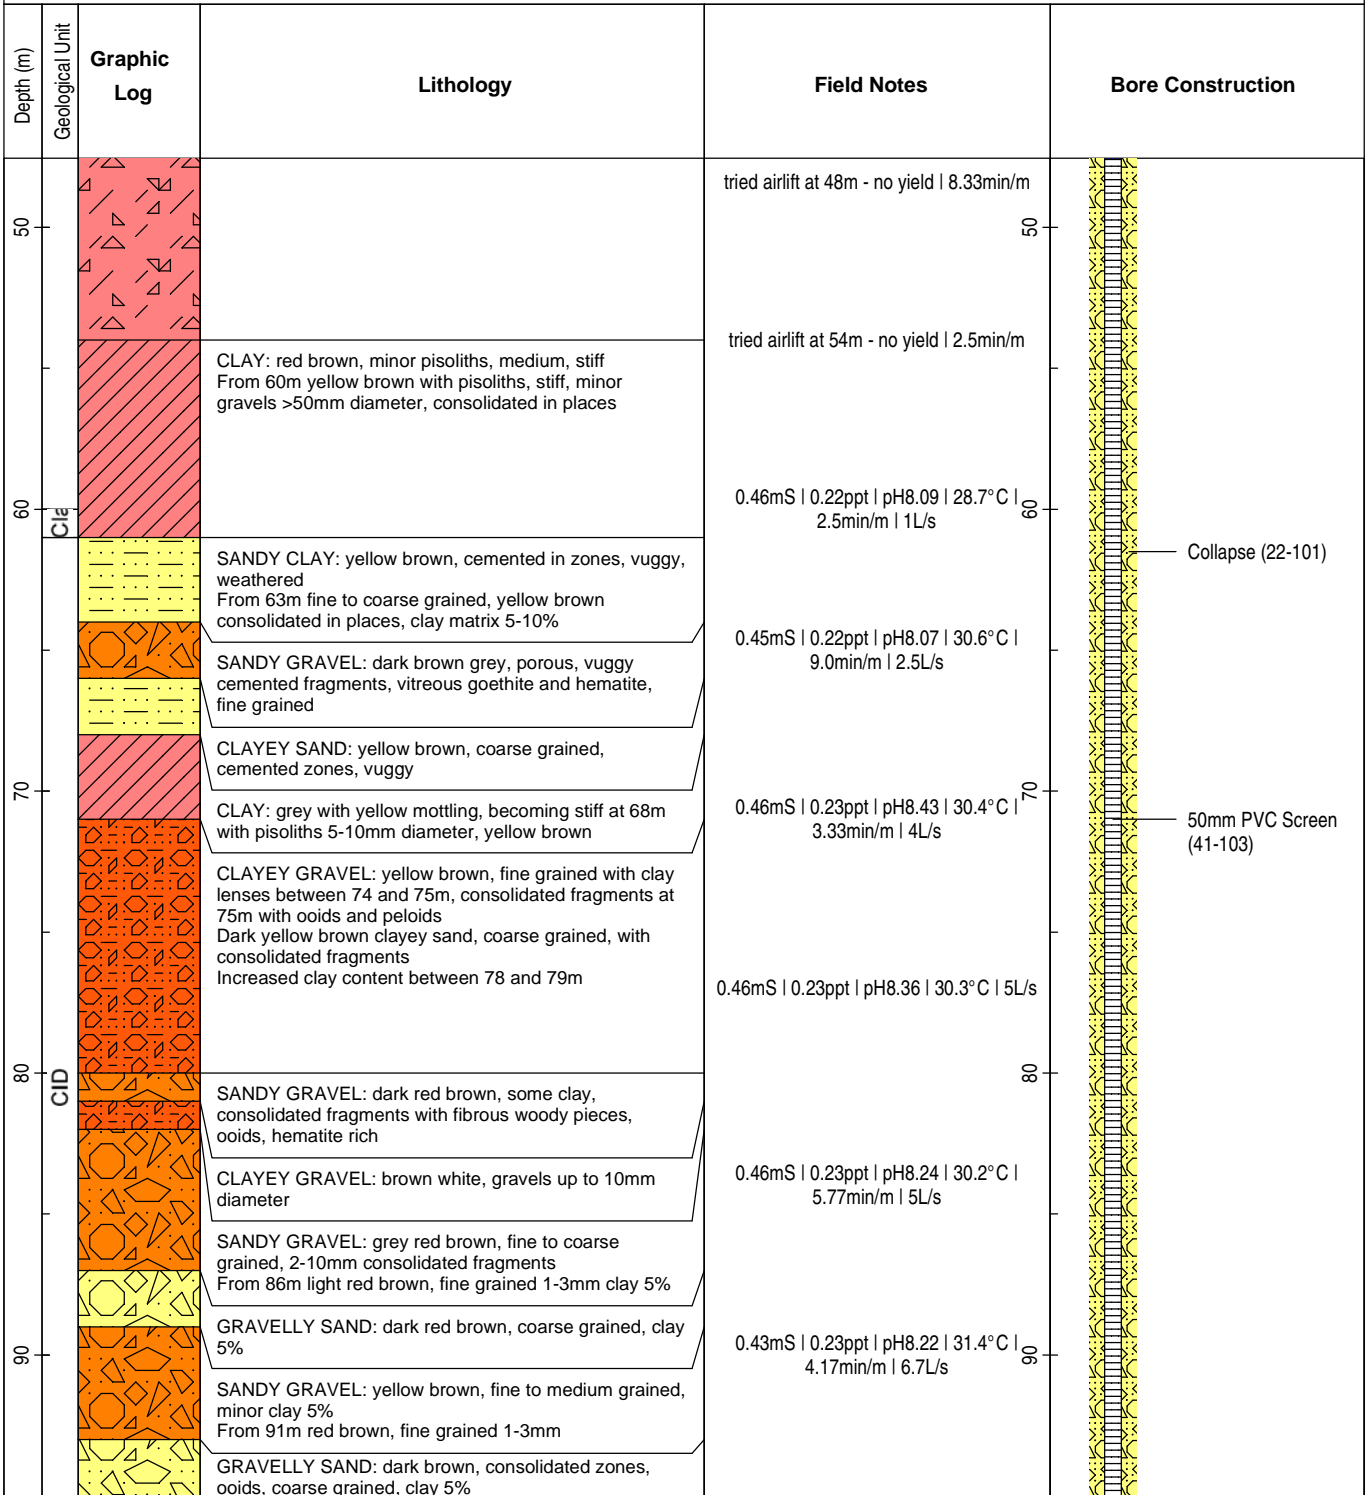 Depth (m)
Geological Unit
Graphic
Log
Lithology
Field Notes
Bore Construction
tried airlift at 48m - no yield | 8.33min/m
50
50
tried airlift at 54m - no yield | 2.5min/m
CLAY: red brown, minor pisoliths, medium, stiff
From 60m yellow brown with pisoliths, stiff, minor
gravels >50mm diameter, consolidated in places
0.46mS | 0.22ppt | pH8.09 | 28.7°C |
2.5min/m | 1L/s
60
Cla
60
SANDY CLAY: yellow brown, cemented in zones, vuggy,
weathered
From 63m fine to coarse grained, yellow brown
consolidated in places, clay matrix 5-10%
Collapse (22-101)
0.45mS | 0.22ppt | pH8.07 | 30.6°C |
9.0min/m | 2.5L/s
SANDY GRAVEL: dark brown grey, porous, vuggy
cemented fragments, vitreous goethite and hematite,
fine grained
CLAYEY SAND: yellow brown, coarse grained,
cemented zones, vuggy
70
70
CLAY: grey with yellow mottling, becoming stiff at 68m
with pisoliths 5-10mm diameter, yellow brown
0.46mS | 0.23ppt | pH8.43 | 30.4°C |
3.33min/m | 4L/s
50mm PVC Screen
(41-103)
CLAYEY GRAVEL: yellow brown, fine grained with clay
lenses between 74 and 75m, consolidated fragments at
75m with ooids and peloids
Dark yellow brown clayey sand, coarse grained, with
consolidated fragments
Increased clay content between 78 and 79m
0.46mS | 0.23ppt | pH8.36 | 30.3°C | 5L/s
80
CID
80
SANDY GRAVEL: dark red brown, some clay,
consolidated fragments with fibrous woody pieces,
ooids, hematite rich
CLAYEY GRAVEL: brown white, gravels up to 10mm
diameter
0.46mS | 0.23ppt | pH8.24 | 30.2°C |
5.77min/m | 5L/s
SANDY GRAVEL: grey red brown, fine to coarse
grained, 2-10mm consolidated fragments
From 86m light red brown, fine grained 1-3mm clay 5%
GRAVELLY SAND: dark red brown, coarse grained, clay
5%
0.43mS | 0.23ppt | pH8.22 | 31.4°C |
4.17min/m | 6.7L/s
90
90
SANDY GRAVEL: yellow brown, fine to medium grained,
minor clay 5%
From 91m red brown, fine grained 1-3mm
GRAVELLY SAND: dark brown, consolidated zones,
ooids, coarse grained, clay 5%